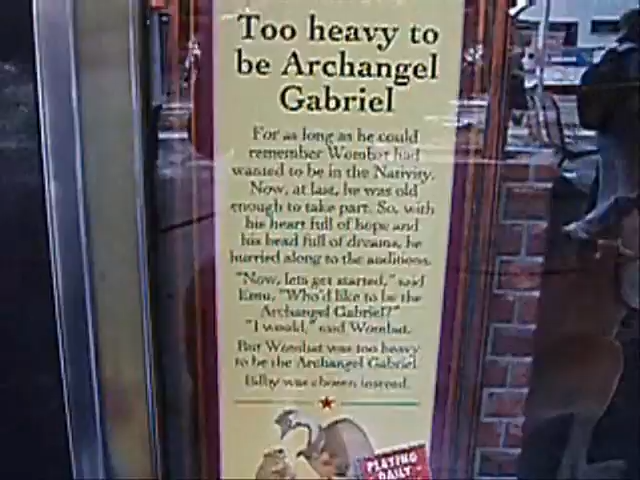 Too heavy to
be Archangel
Gabriel
For as long as he could
remember Wombat had
wanted to be in the Nativity.
Now, at last, he was old
enough to take part. So, with
his heart full of hope and
his head full of dreams, he
hurried along to the auditions.
"Now, lets get started," said
Emu, "Who'd like to be the
Archangel Gabriel?"
"I would," said Wombat.
But Wombat was too heavy
to be the Archangel Gabriel
Bilby was chosen instead.
PLAYING
DAILY